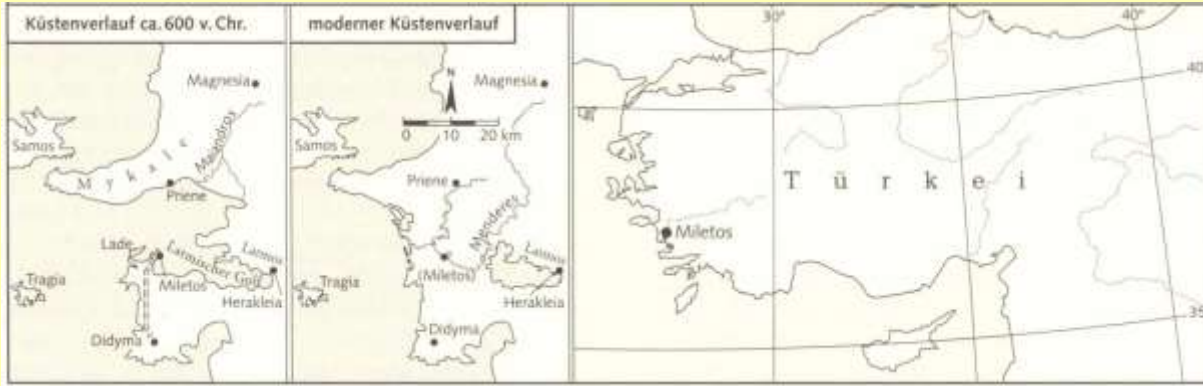 Küstenverlauf ca. 600 v. Chr.
Magnesia
Samos
Mykale
Maandros
Priene
Lade
Latmos
Latmischer Golf
Tragia
Miletos
Herakleia
Didyma
moderner Küstenverlauf
N
Magnesia
0 10 20 km
Samos
Priene
Menderes
Latmos
(Miletos)
Tragia
Herakleia
Didyma
30°
40°
40
Türkei
Miletos
35